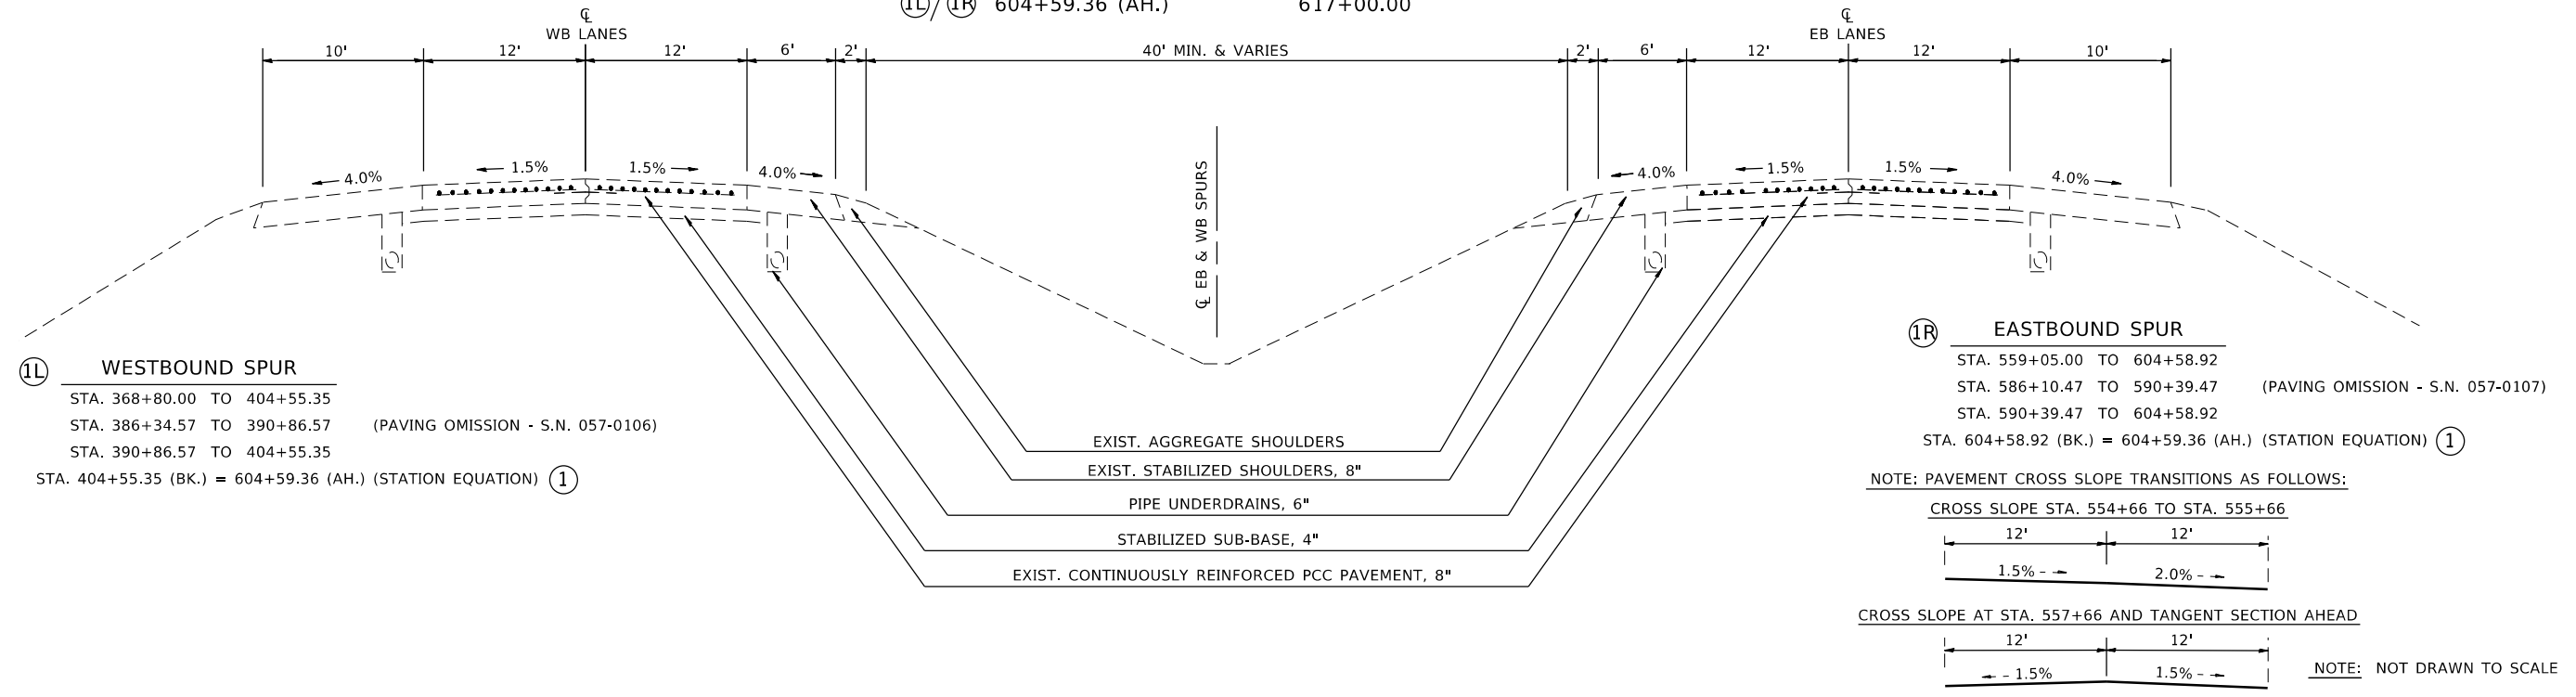 1L / 1R 604+59.36 (AH.) 617+00.00
℄
WB LANES
℄
EB LANES
10' 12' 12' 6' 2' 40' MIN. & VARIES 2' 6' 12' 12' 10'
4.0% 1.5% 1.5% 4.0% 4.0% 1.5% 1.5% 4.0%
℄ EB & WB SPURS
1L WESTBOUND SPUR
STA. 368+80.00 TO 404+55.35
STA. 386+34.57 TO 390+86.57 (PAVING OMISSION - S.N. 057-0106)
STA. 390+86.57 TO 404+55.35
STA. 404+55.35 (BK.) = 604+59.36 (AH.) (STATION EQUATION) 1
EXIST. AGGREGATE SHOULDERS
EXIST. STABILIZED SHOULDERS, 8"
PIPE UNDERDRAINS, 6"
STABILIZED SUB-BASE, 4"
EXIST. CONTINUOUSLY REINFORCED PCC PAVEMENT, 8"
1R EASTBOUND SPUR
STA. 559+05.00 TO 604+58.92
STA. 586+10.47 TO 590+39.47 (PAVING OMISSION - S.N. 057-0107)
STA. 590+39.47 TO 604+58.92
STA. 604+58.92 (BK.) = 604+59.36 (AH.) (STATION EQUATION) 1
NOTE: PAVEMENT CROSS SLOPE TRANSITIONS AS FOLLOWS:
CROSS SLOPE STA. 554+66 TO STA. 555+66
12' 12'
1.5% 2.0%
CROSS SLOPE AT STA. 557+66 AND TANGENT SECTION AHEAD
12' 12'
1.5% 1.5%
NOTE: NOT DRAWN TO SCALE